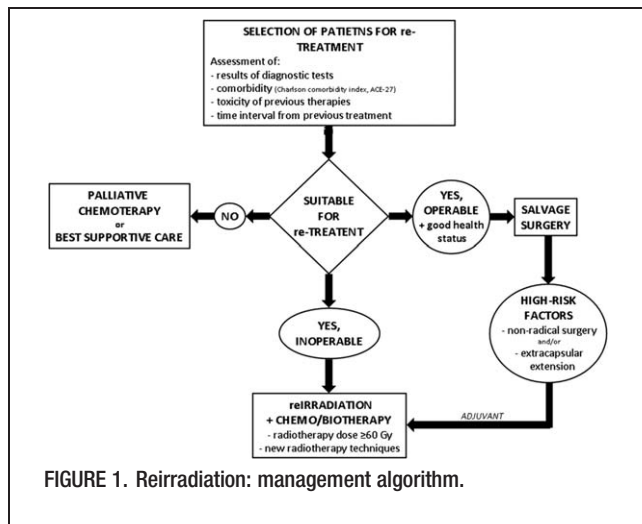 SELECTION OF PATIETNS FOR re-
TREATMENT
Assessment of:
- results of diagnostic tests
- comorbidity (Charlson comorbidity index, ACE-27)
- toxicity of previous therapies
- time interval from previous treatment
PALLIATIVE
CHEMOTERAPY
or
BEST SUPPORTIVE CARE
NO
SUITABLE
FOR
re-TREATENT
YES,
OPERABLE
+ good health
status
SALVAGE
SURGERY
YES,
INOPERABLE
HIGH-RISK
FACTORS
- non-radical surgery
and/or
- extracapsular
extension
reIRRADIATION
+ CHEMO/BIOTHERAPY
- radiotherapy dose ≥60 Gy
- new radiotherapy techniques
ADJUVANT
FIGURE 1. Reirradiation: management algorithm.